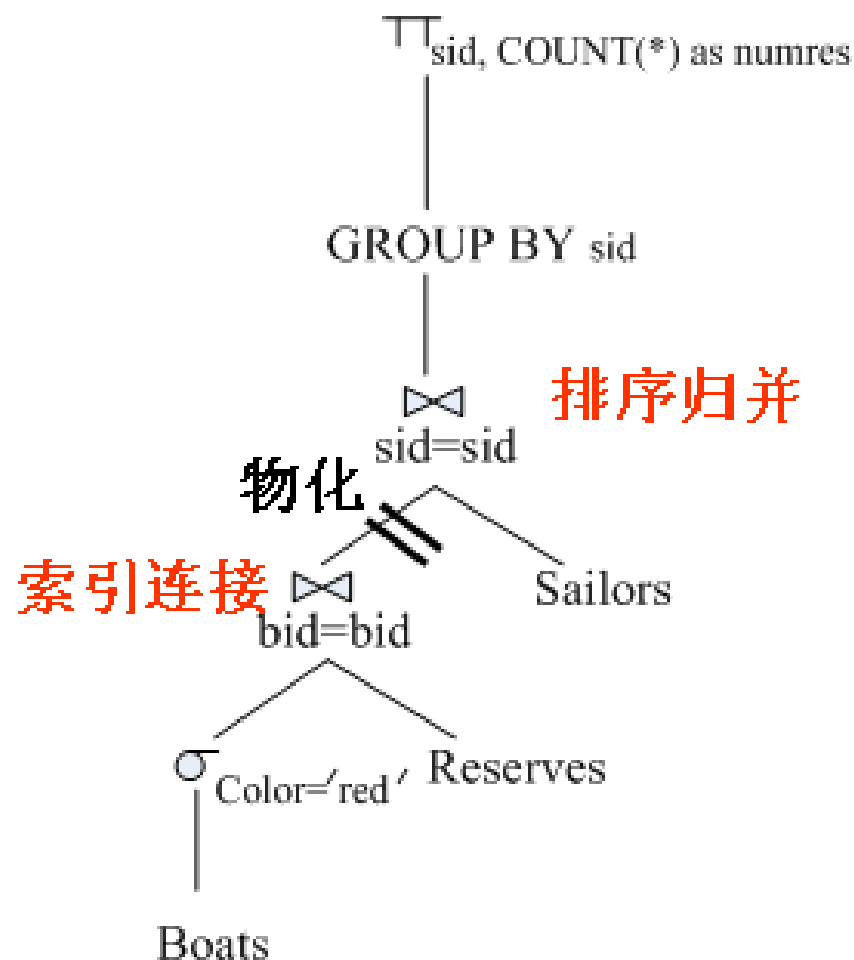 sid, COUNT(*) as numres
GROUP BY sid
排序归并
sid=sid
物化
索引连接
Sailors
bid=bid
Color='red'
Reserves
Boats